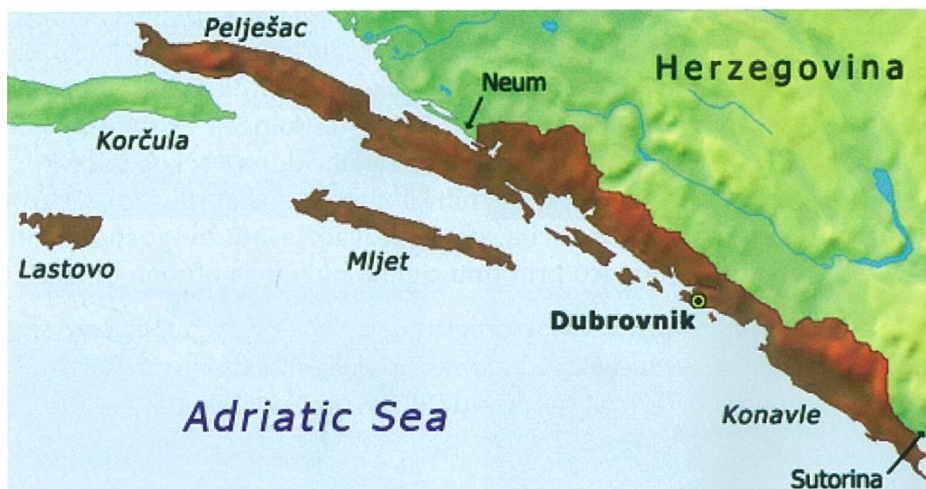 Pelješac
Neum
Herzegovina
Korčula
Lastovo
Mljet
Dubrovnik
Adriatic Sea
Konavle
Sutorina